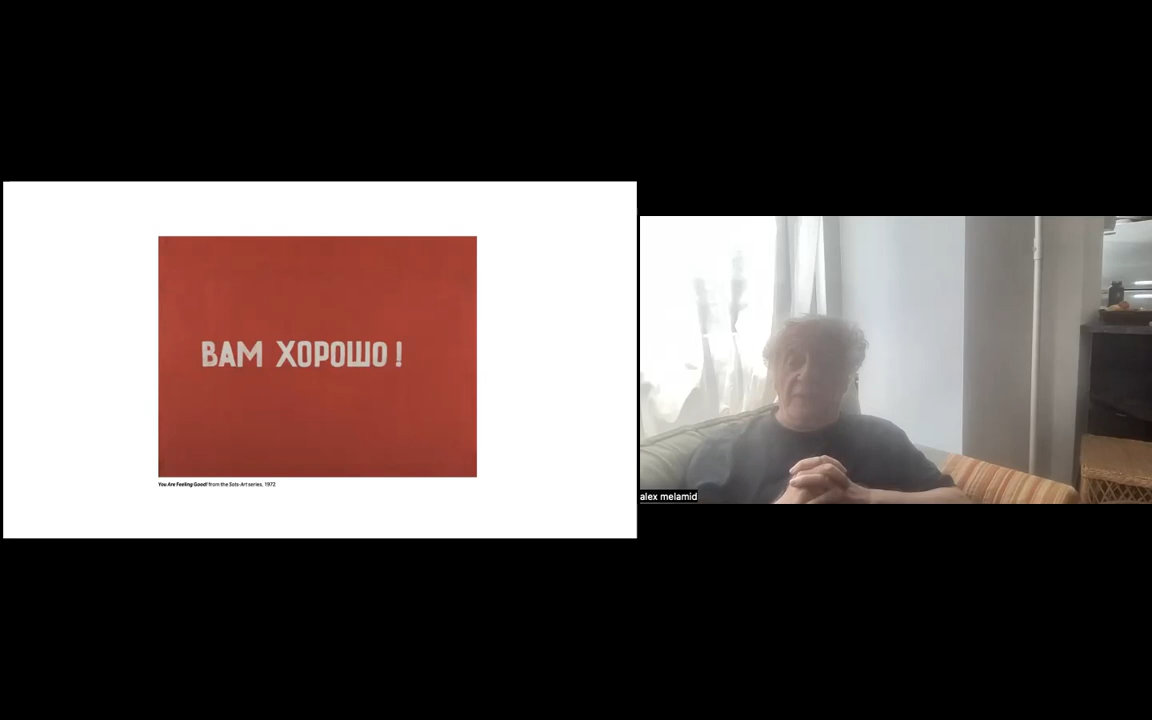 ВАМ ХОРОШО!
You Are Feeling Good! from the Sots-Art series, 1972
alex melamid